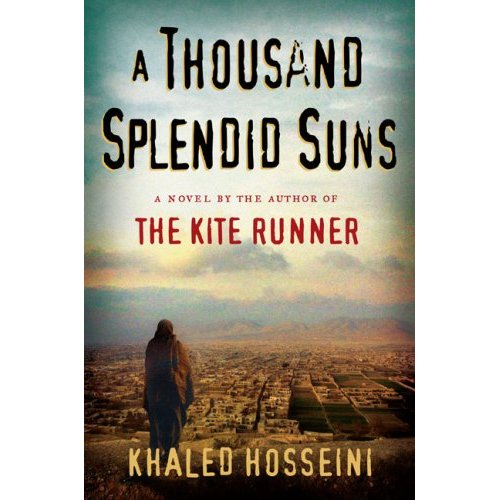 A THOUSAND
SPLENDID SUNS
A NOVEL BY THE AUTHOR OF
THE KITE RUNNER
KHALED HOSSEINI